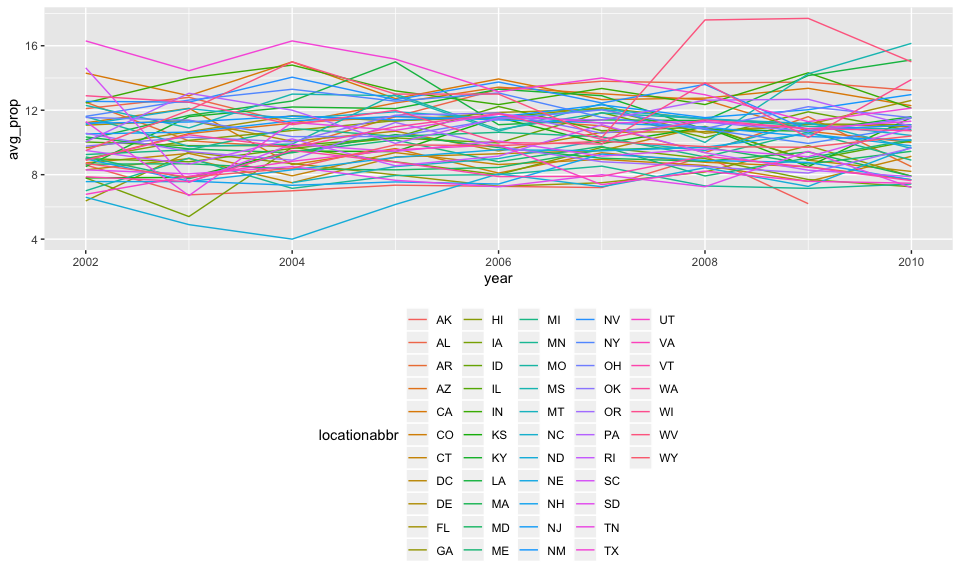 16
12
8
4
avg_prop
2002 2004 2006 2008 2010
year
locationabbr
AK HI MI NV UT
AL IA MN NY VA
AR ID MO OH VT
AZ IL MS OK WA
CA IN MT OR WI
CO KS NC PA WV
CT KY ND RI WY
DC LA NE SC
DE MA NH SD
FL MD NJ TN
GA ME NM TX